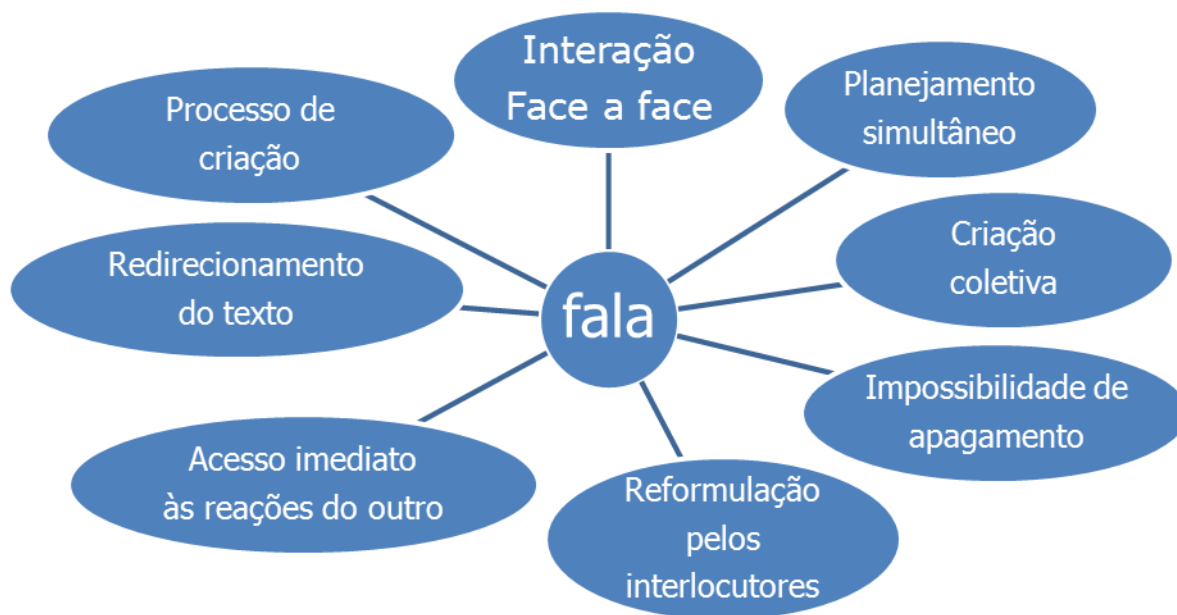 Interação
Face a face
Planejamento
simultâneo
Criação
coletiva
Impossibilidade de
apagamento
Reformulação
pelos
interlocutores
Acesso imediato
às reações do outro
Redirecionamento
do texto
Processo de
criação
fala